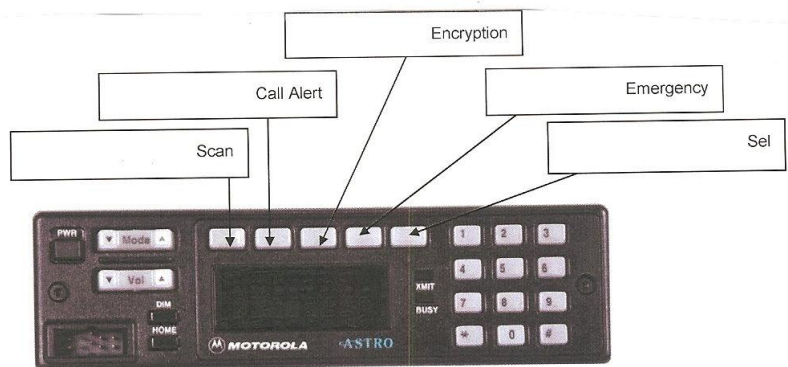 Encryption
Call Alert
Emergency
Scan
Sel
PWR
Mode
1 2 3
Vol
4 5 6
XMIT
DIM
7 8 9
BUSY
HOME
* 0 #
MOTOROLA ASTRO